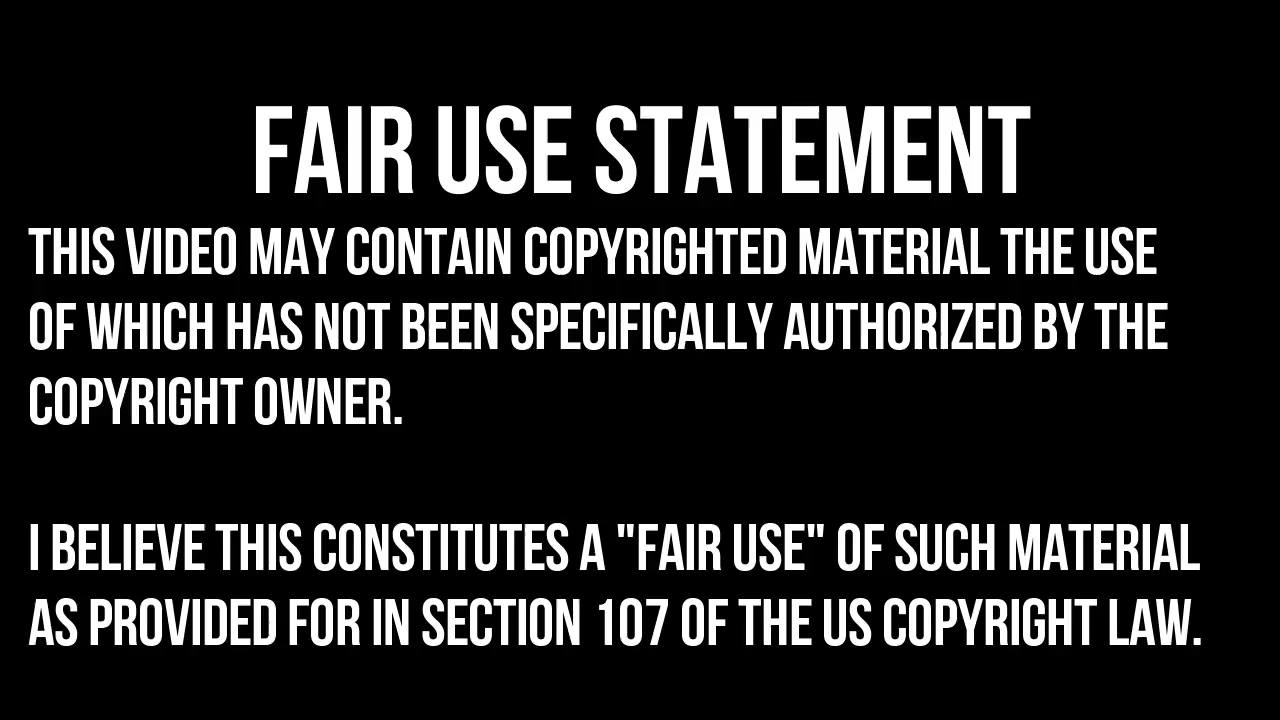 FAIR USE STATEMENT
THIS VIDEO MAY CONTAIN COPYRIGHTED MATERIAL THE USE
OF WHICH HAS NOT BEEN SPECIFICALLY AUTHORIZED BY THE
COPYRIGHT OWNER.
I BELIEVE THIS CONSTITUTES A "FAIR USE" OF SUCH MATERIAL
AS PROVIDED FOR IN SECTION 107 OF THE US COPYRIGHT LAW.